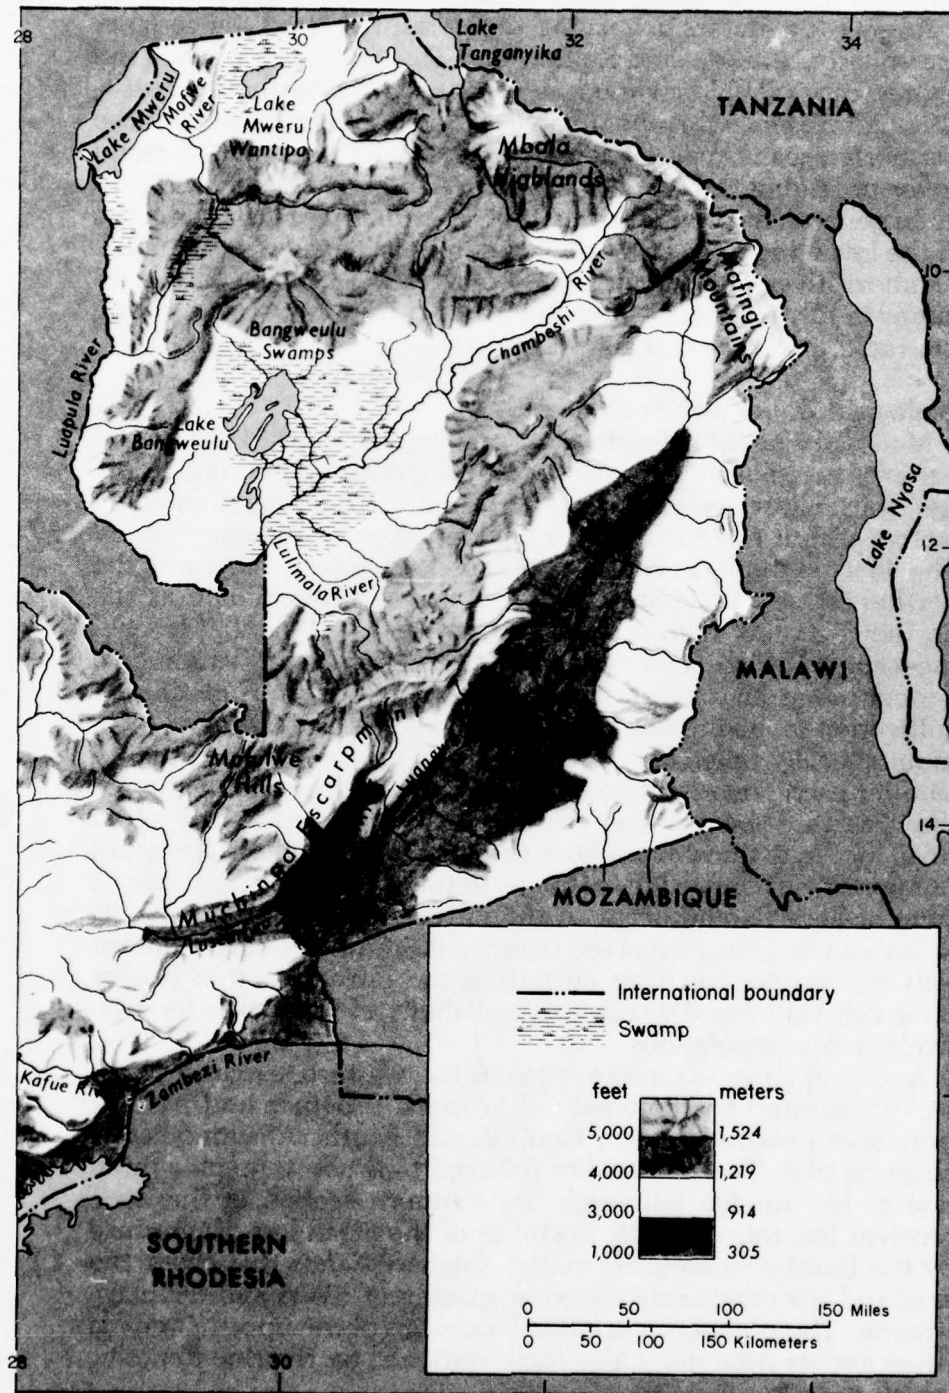 28
30
32
34
Lake
Tanganyika
TANZANIA
Lake Mweru
Mofwe
River
Lake
Mweru
Wantipa
Mbala
Highlands
10
Mafingi
Mountains
Chambeshi River
Bangweulu
Swamps
Luapula River
Lake
Bangweulu
Lake Nyasa
12
Lulimala River
MALAWI
Muchinga Escarpment
Hills
14
MOZAMBIQUE
Zambezi River
Kafue Riv
SOUTHERN
RHODESIA
International boundary
Swamp
feet meters
5,000 1,524
4,000 1,219
3,000 914
1,000 305
0 50 100 150 Miles
0 50 100 150 Kilometers
28
30